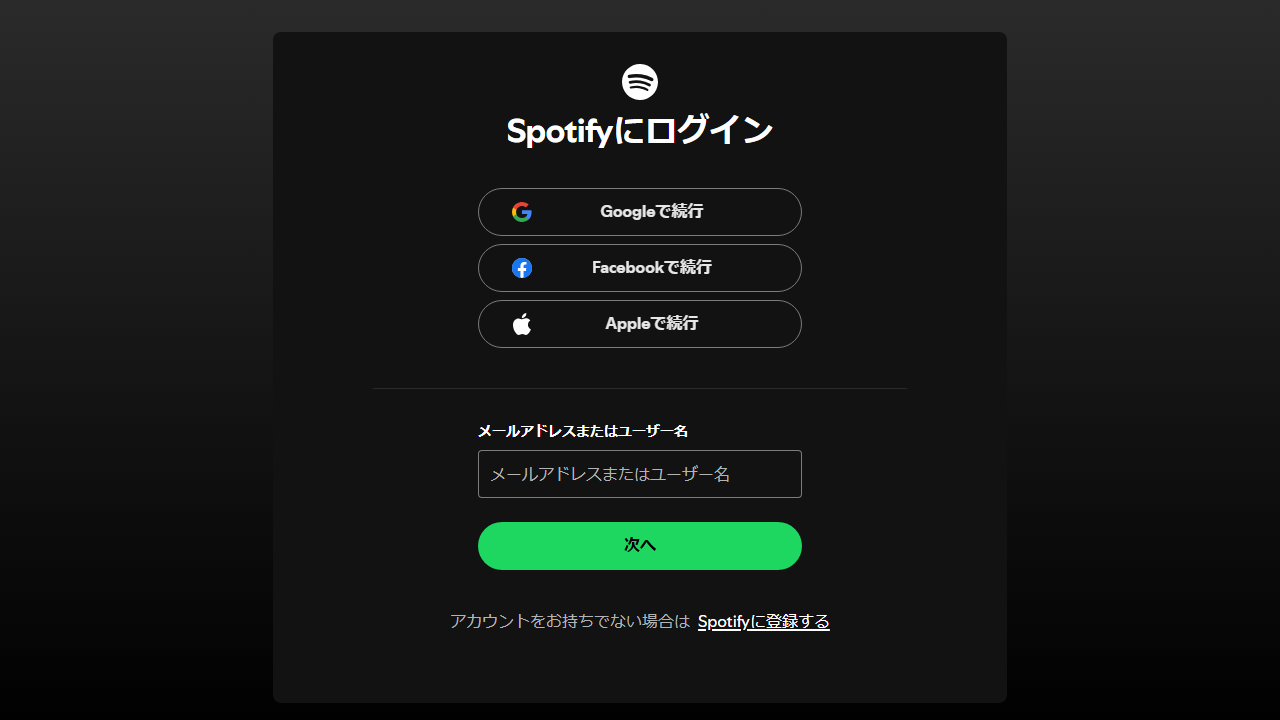 Spotifyにログイン
Googleで続行
Facebookで続行
Appleで続行
メールアドレスまたはユーザー名
メールアドレスまたはユーザー名
次へ
アカウントをお持ちでない場合は Spotifyに登録する